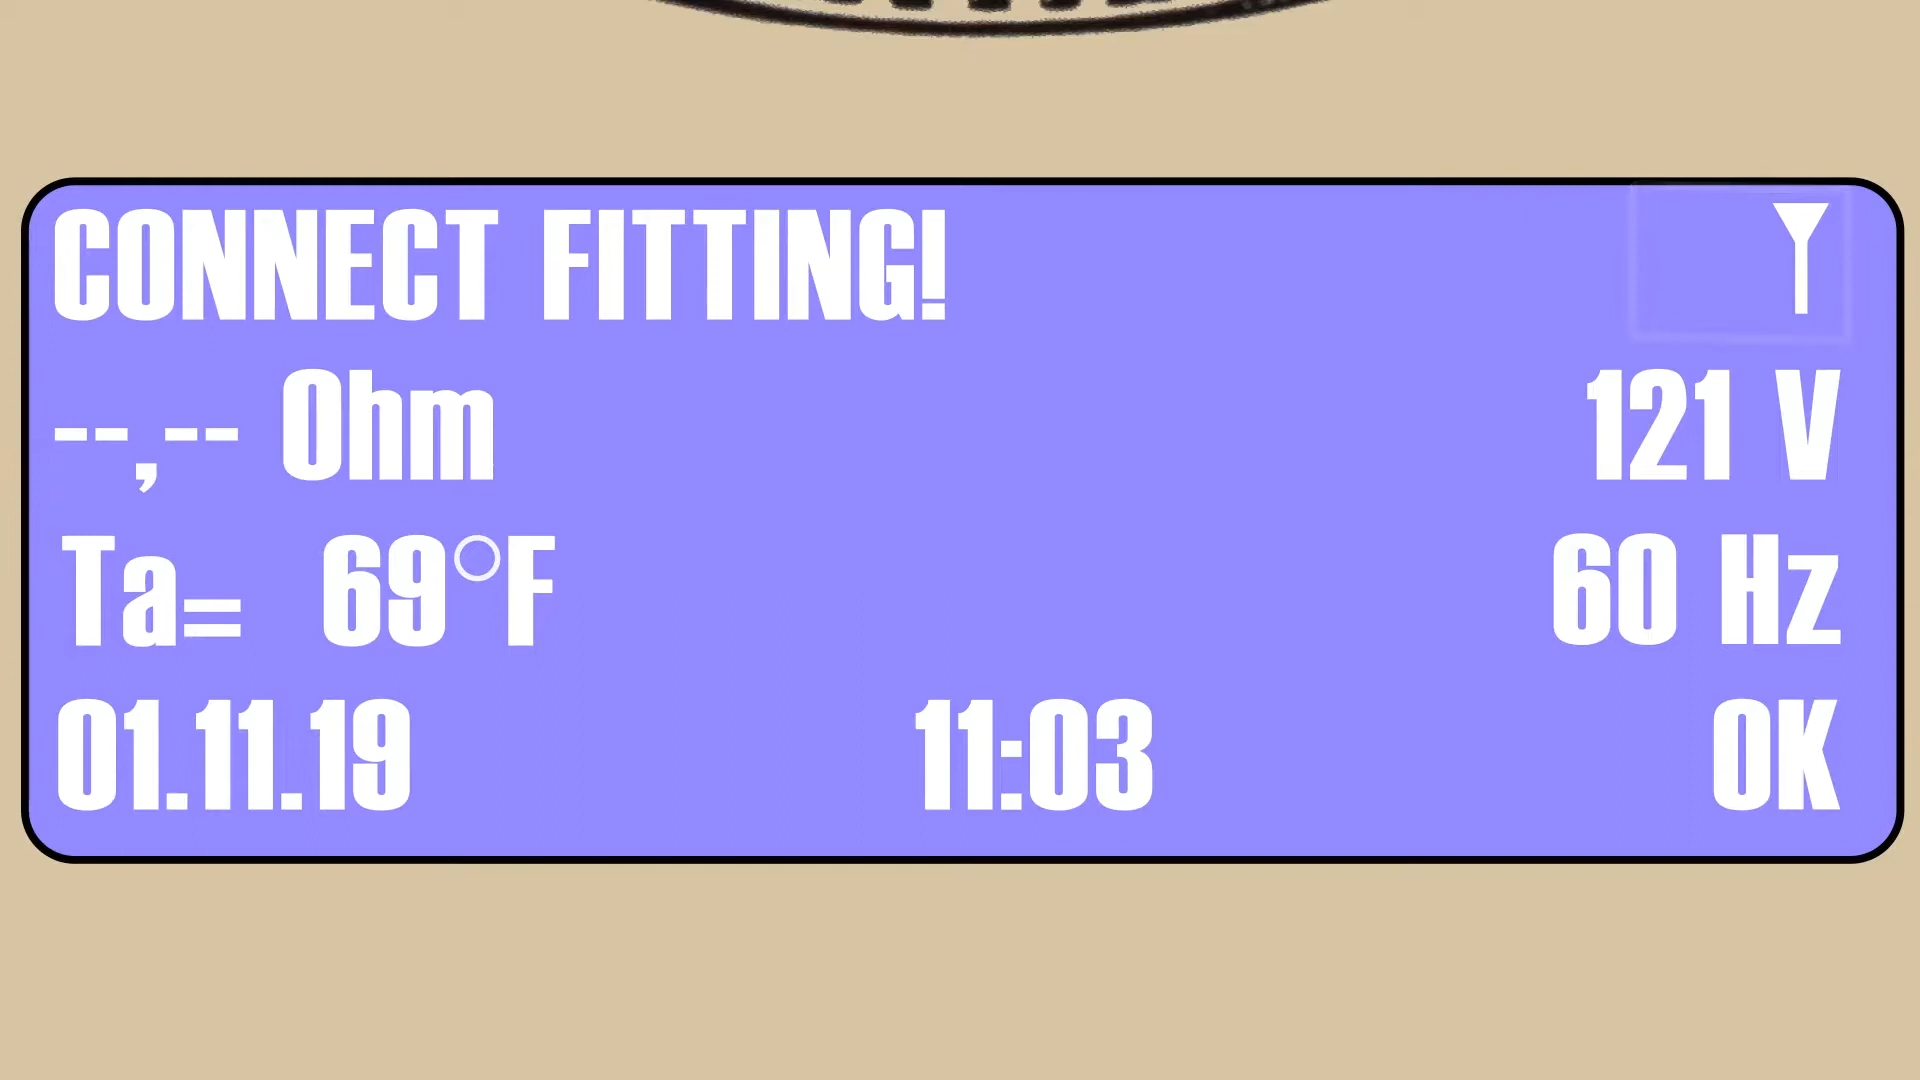 CONNECT FITTING!
--,-- Ohm 121 V
Ta= 69°F 60 Hz
01.11.19 11:03 OK